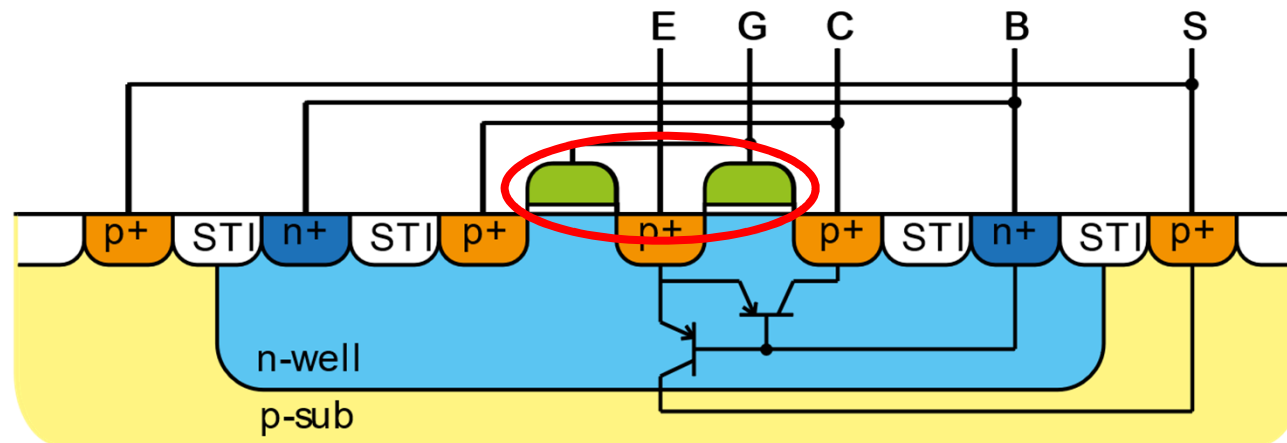 E G C B S
p+ STI n+ STI p+ p+ p+ STI n+ STI p+
n-well
p-sub